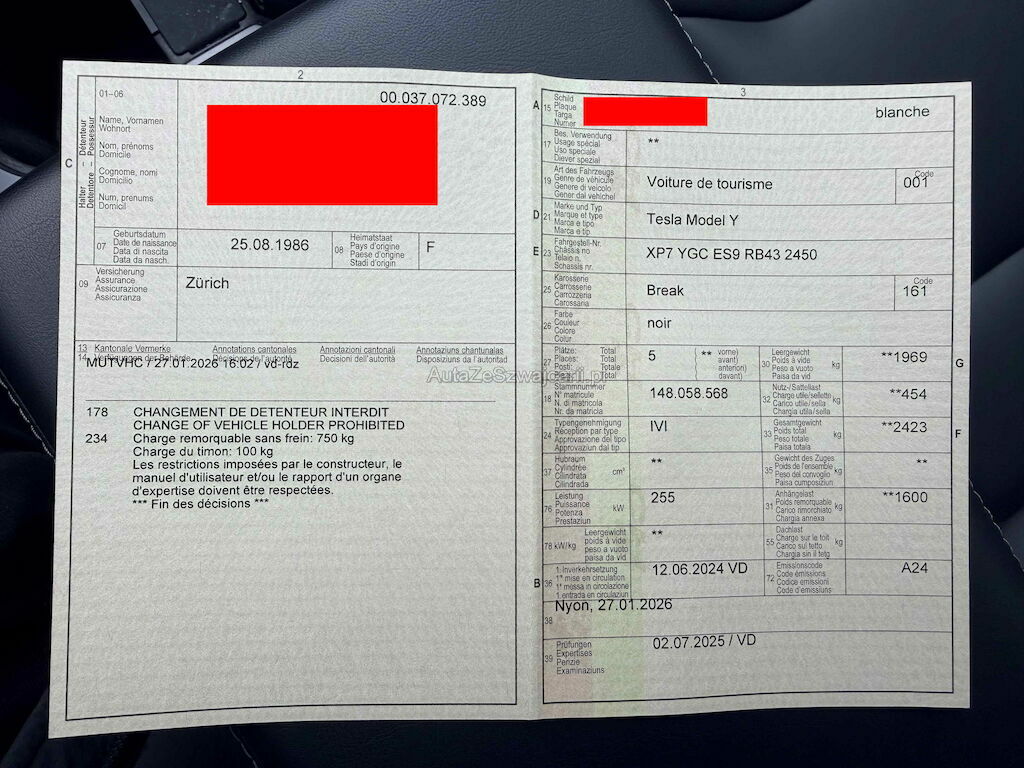 2
01–06
00.037.072.389
C
Halter – Détenteur
Detentore – Possessur
Name, Vornamen
Wohnort
Nom, prénoms
Domicile
Cognome, nomi
Domicilio
Num, prenums
Domicil
07
Geburtsdatum
Date de naissance
Data di nascita
Data da nasch.
25.08.1986
08
Heimatstaat
Pays d'origine
Paese d'origine
Stadi d'origin
F
09
Versicherung
Assurance
Assicurazione
Assicuranza
Zürich
13 Kantonale Vermerke Annotations cantonales Annotazioni cantonali Annotaziuns chantunalas
14 Verfügungen der Behörde Décisions de l'autorité Decisioni dell'autorità Disposiziuns da l'autoritad
MUTVHC / 27.01.2026 16:02 / vd-rdz
178 CHANGEMENT DE DETENTEUR INTERDIT
CHANGE OF VEHICLE HOLDER PROHIBITED
234 Charge remorquable sans frein: 750 kg
Charge du timon: 100 kg
Les restrictions imposées par le constructeur, le
manuel d'utilisateur et/ou le rapport d'un organe
d'expertise doivent être respectées.
*** Fin des décisions ***
AutaZeSzwajcarii.pl
3
A 15
Schild
Plaque
Targa
Numer
blanche
17
Bes. Verwendung
Usage spécial
Uso speciale
Diever spezial
**
19
Art des Fahrzeugs
Genre de véhicule
Genere di veicolo
Gener dal vehichel
Voiture de tourisme
Code
001
D 21
Marke und Typ
Marque et type
Marca e tipo
Marca e tip
Tesla Model Y
E 23
Fahrgestell-Nr.
Châssis no
Telaio n.
Schassis nr.
XP7 YGC ES9 RB43 2450
25
Karosserie
Carrosserie
Carrozzeria
Carossaria
Break
Code
161
26
Farbe
Couleur
Colore
Colur
noir
27
Plätze: Total
Places: Total
Posti: Totale
Total
5
** vorne)
avant)
anteriori)
davant)
30
Leergewicht
Poids à vide
Peso a vuoto
Paisa da vid
kg
**1969
G
18
Stammnummer
N° matricule
N. di matricola
Nr. da matricla
148.058.568
32
Nutz-/Sattellast
Charge utile/sellette
Carico utile/sella
Chargia utila/sella
kg
**454
24
Typengenehmigung
Réception par type
Approvazione del tipo
Approvaziun dal tip
IVI
33
Gesamtgewicht
Poids total
Peso totale
Paisa totala
kg
**2423
F
37
Hubraum
Cylindrée
Cilindrata
Cilindrada
cm³
**
35
Gewicht des Zuges
Poids de l'ensemble
Peso del convoglio
Paisa cumposiziun
kg
**
76
Leistung
Puissance
Potenza
Prestaziun
kW
255
31
Anhängelast
Poids remorquable
Carico rimorchiato
Chargia annexa
kg
**1600
78 kW/kg
Leergewicht
poids à vide
peso a vuoto
paisa da vid
**
55
Dachlast
Charge sur le toit
Carico sul tetto
Chargia sin il tetg
kg
B 36
1. Inverkehrsetzung
1re mise en circulation
1a messa in circolazione
1. entrada en circulaziun
12.06.2024 VD
72
Emissionscode
Code émissions
Codice emissioni
Code d'emissiuns
A24
Nyon, 27.01.2026
38
39
Prüfungen
Expertises
Perizie
Examinaziuns
02.07.2025 / VD